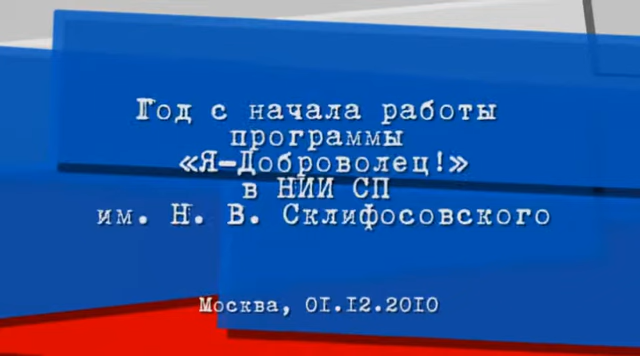 Год с начала работы
программы
«Я-Доброволец!»
в НИИ СП
им. Н. В. Склифосовского
Москва, 01.12.2010